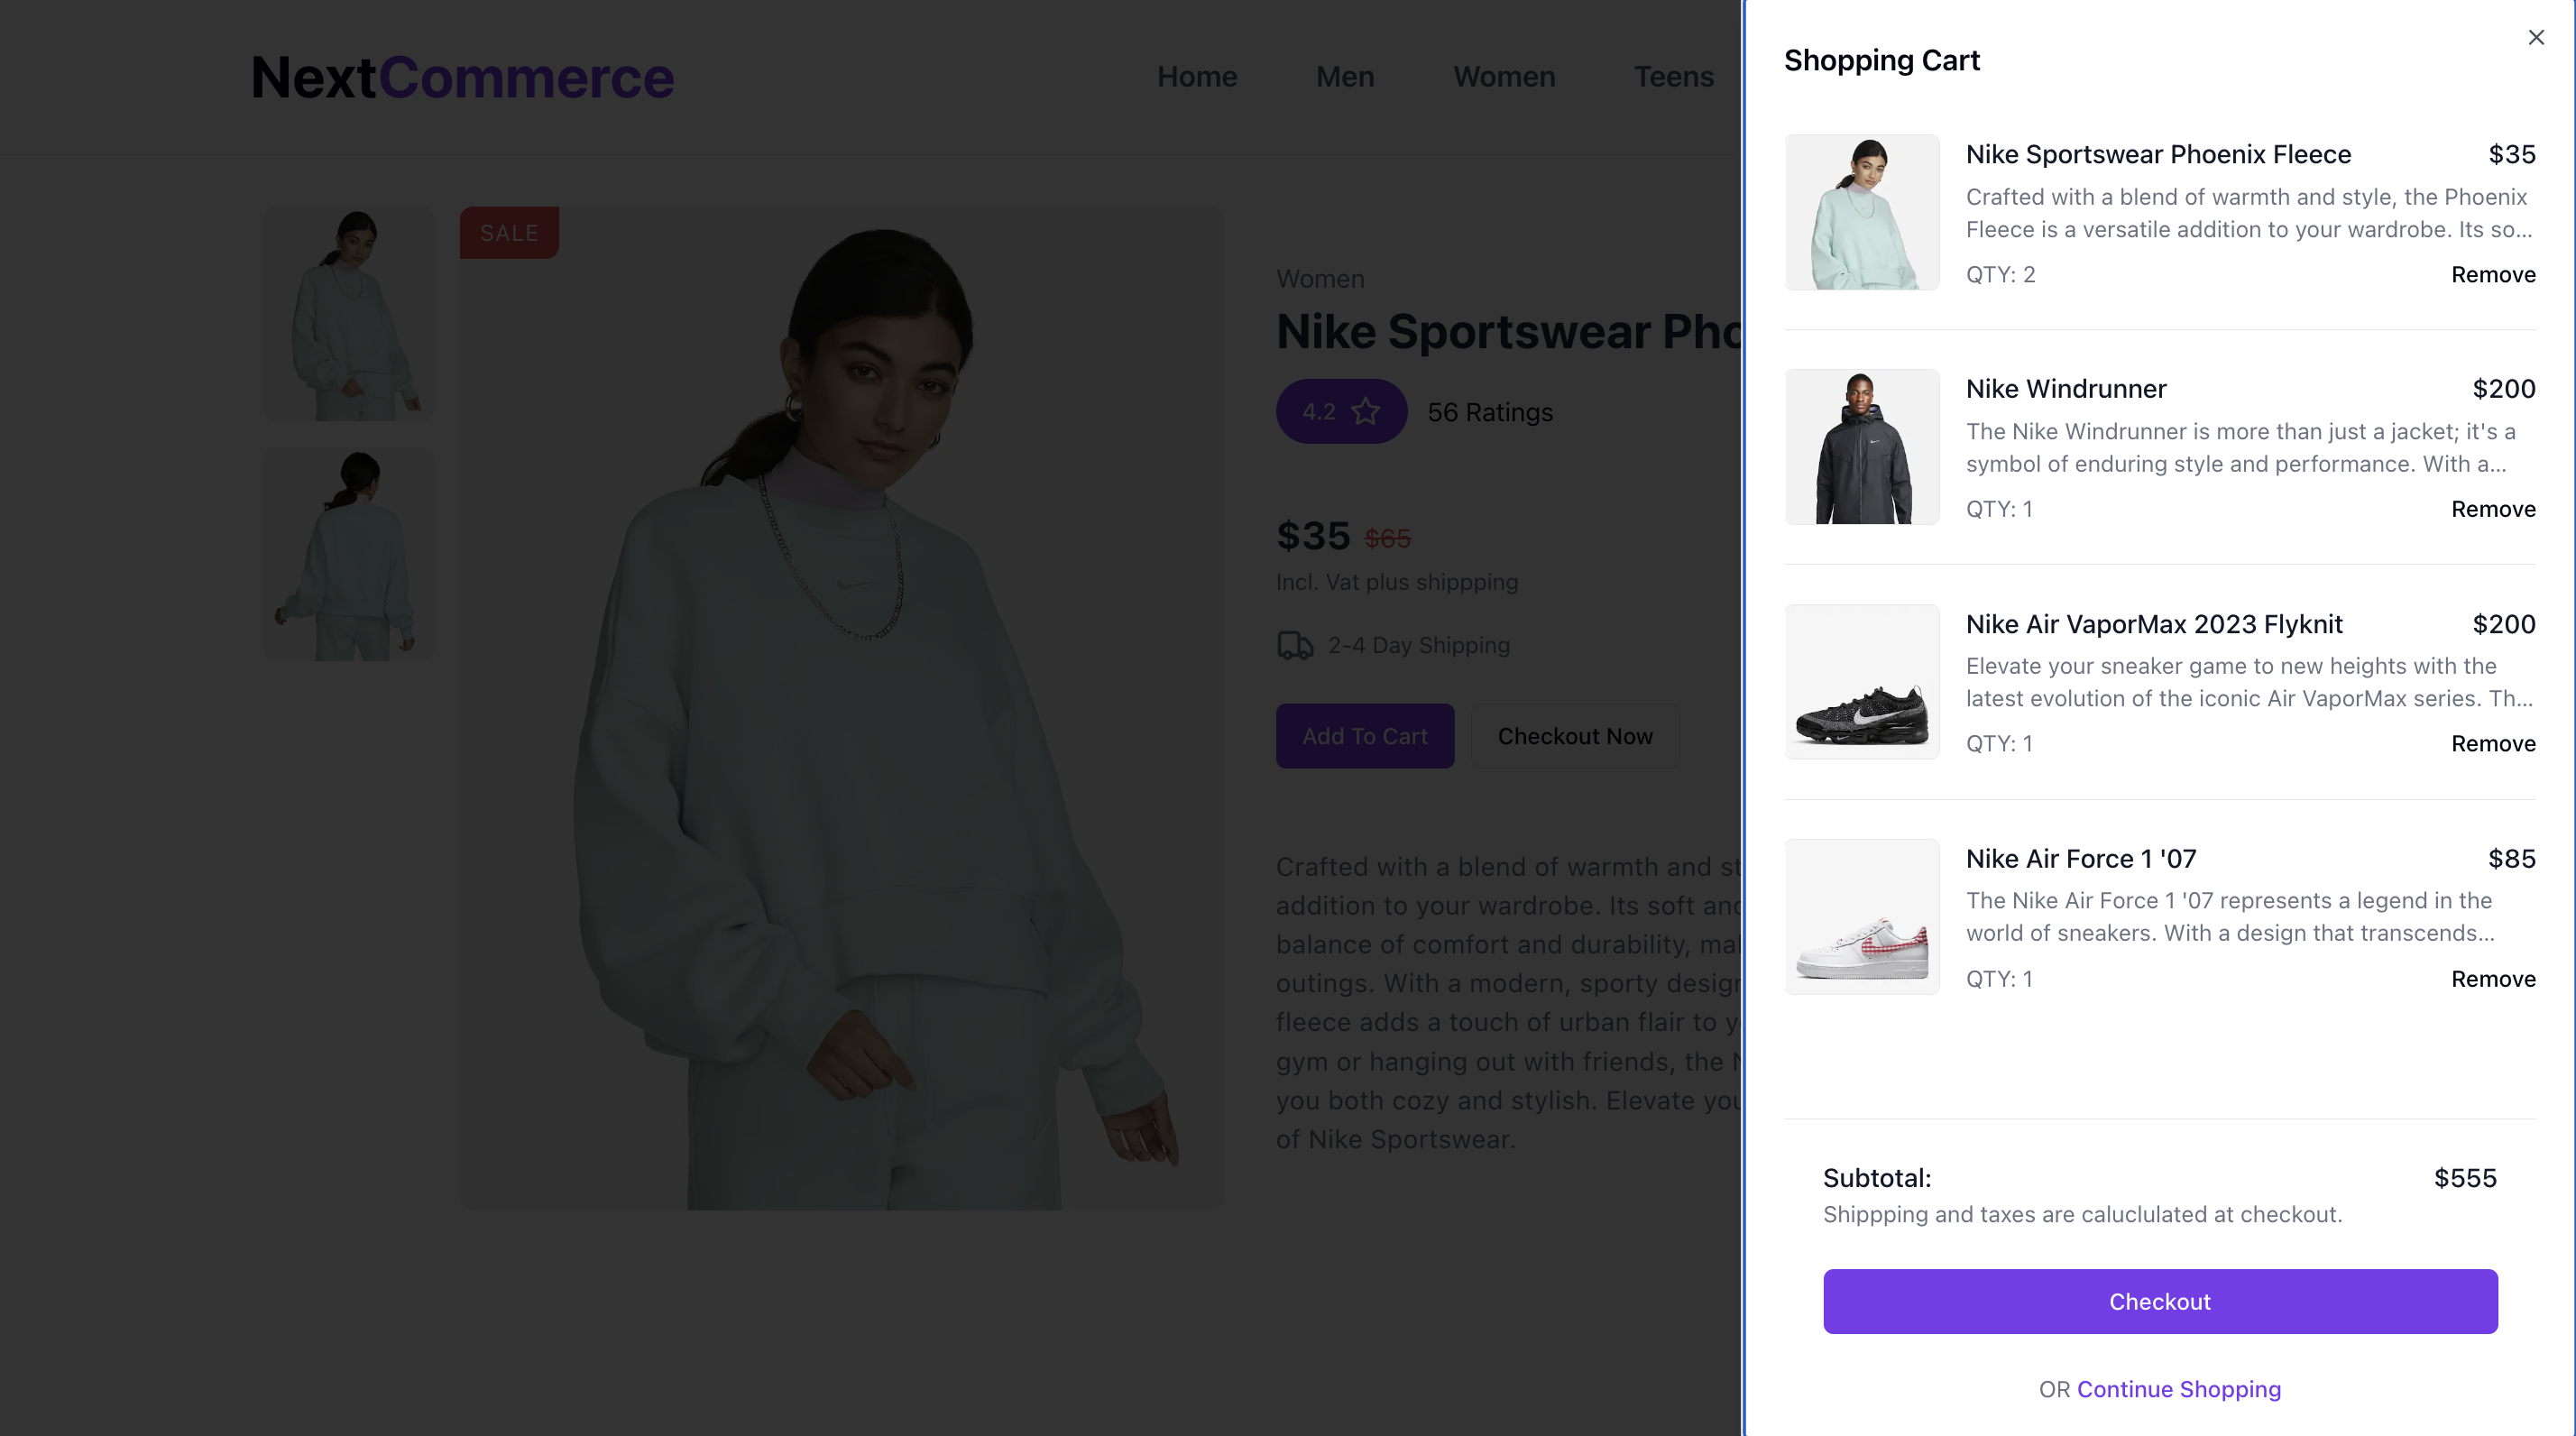 NextCommerce
Home Men Women Teens
SALE
Women
Nike Sportswear Pho
4.2 56 Ratings
$35 $65
Incl. Vat plus shippping
2-4 Day Shipping
Add To Cart Checkout Now
Crafted with a blend of warmth and st
addition to your wardrobe. Its soft and
balance of comfort and durability, mal
outings. With a modern, sporty design
fleece adds a touch of urban flair to y
gym or hanging out with friends, the N
you both cozy and stylish. Elevate you
of Nike Sportswear.
Shopping Cart
Nike Sportswear Phoenix Fleece $35
Crafted with a blend of warmth and style, the Phoenix
Fleece is a versatile addition to your wardrobe. Its so...
QTY: 2 Remove
Nike Windrunner $200
The Nike Windrunner is more than just a jacket; it's a
symbol of enduring style and performance. With a...
QTY: 1 Remove
Nike Air VaporMax 2023 Flyknit $200
Elevate your sneaker game to new heights with the
latest evolution of the iconic Air VaporMax series. Th...
QTY: 1 Remove
Nike Air Force 1 '07 $85
The Nike Air Force 1 '07 represents a legend in the
world of sneakers. With a design that transcends...
QTY: 1 Remove
Subtotal: $555
Shippping and taxes are caluclulated at checkout.
Checkout
OR Continue Shopping